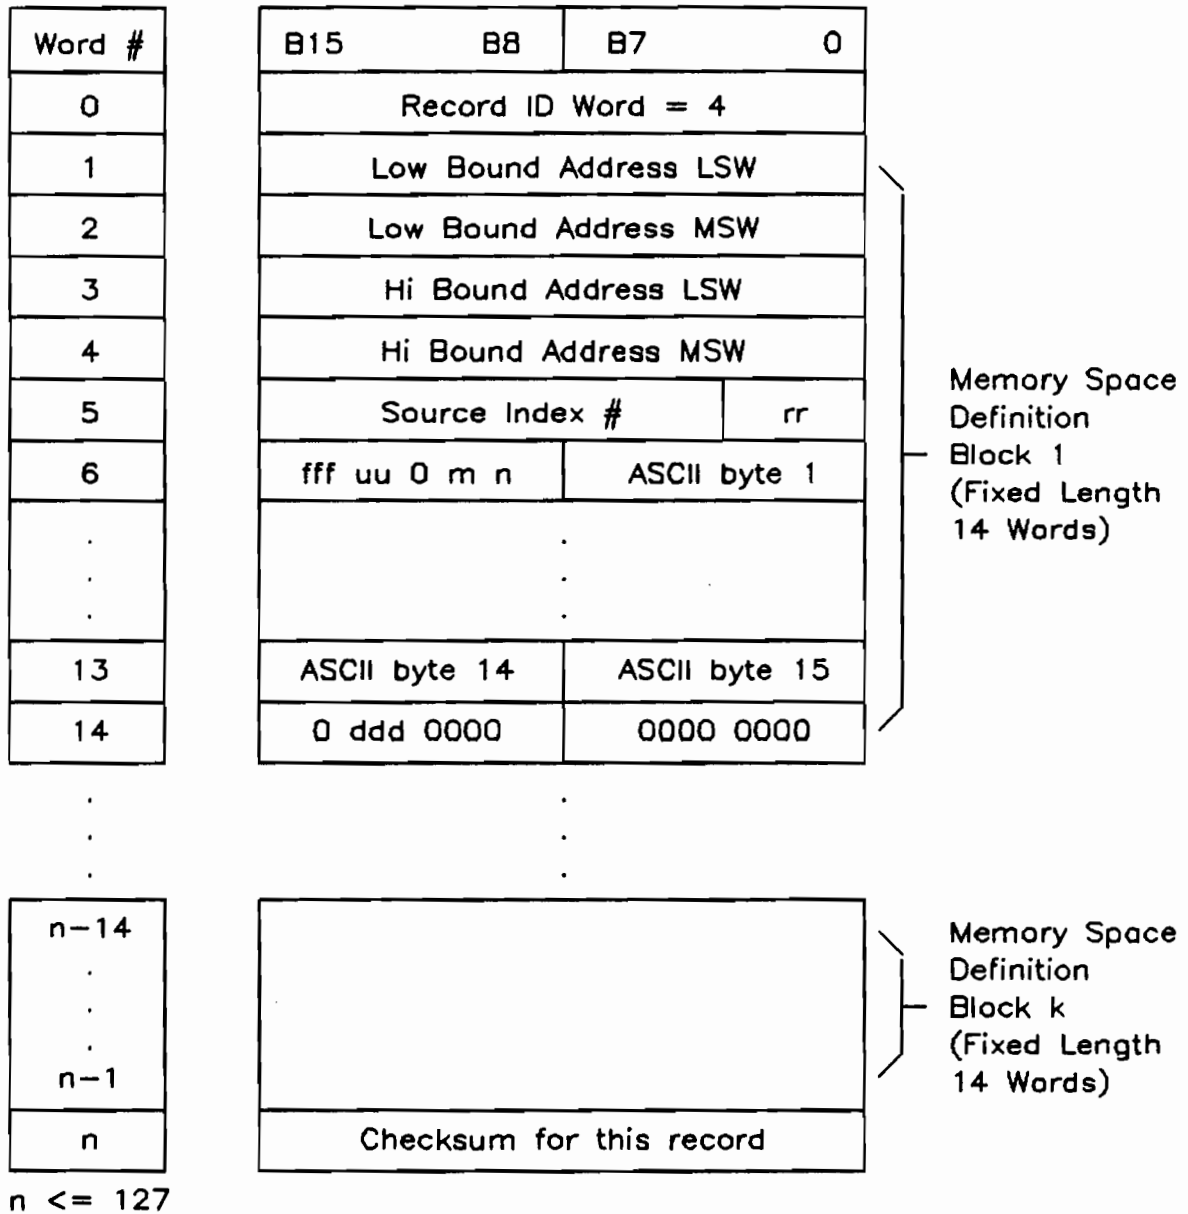 Word # B15 B8 B7 0
0 Record ID Word = 4
1 Low Bound Address LSW
2 Low Bound Address MSW
3 Hi Bound Address LSW
4 Hi Bound Address MSW
5 Source Index # rr
6 fff uu 0 m n ASCII byte 1
. .
. .
. .
13 ASCII byte 14 ASCII byte 15
14 0 ddd 0000 0000 0000
Memory Space
Definition
Block 1
(Fixed Length
14 Words)
. .
. .
. .
n-14
.
.
.
n-1
Memory Space
Definition
Block k
(Fixed Length
14 Words)
n Checksum for this record
n <= 127